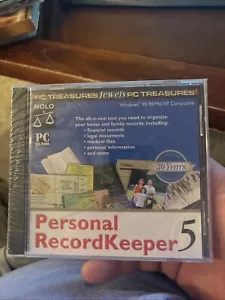 PC TREASURES Jewels PC TREASURES
NOLO
Windows 95/98/Me/XP Compatible
The all-in-one tool you need to organize
your home and family records, including:
• financial records
• legal documents
• medical files
• personal information
• and more
PC
CD-ROM
30 Years
Personal
RecordKeeper 5